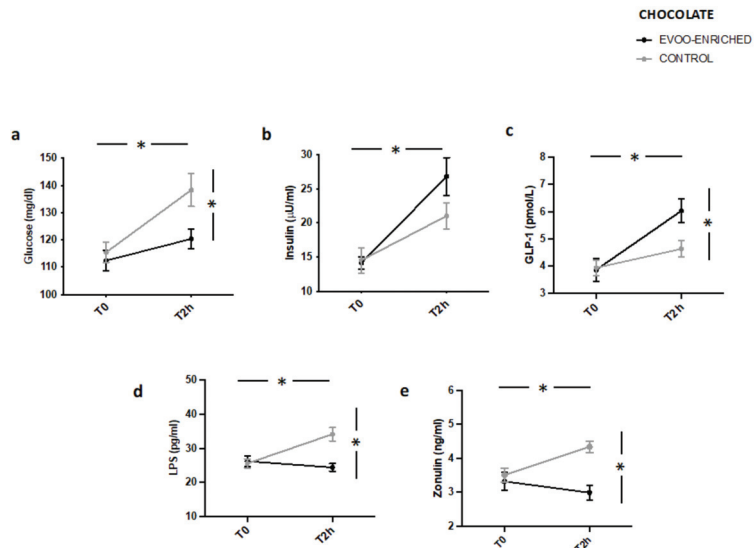 CHOCOLATE
EVOO-ENRICHED
CONTROL
a
*
150
140
130
120
110
100
Glucose (mg/dl)
*
T0
T2h
b
*
30
25
20
15
10
Insulin (µU/ml)
T0
T2h
c
*
8
7
6
5
4
3
GLP-1 (pmol/L)
*
T0
T2h
d
*
50
40
30
20
10
LPS (pg/ml)
*
T0
T2h
e
*
6
5
4
3
2
Zonulin (ng/ml)
*
T0
T2h